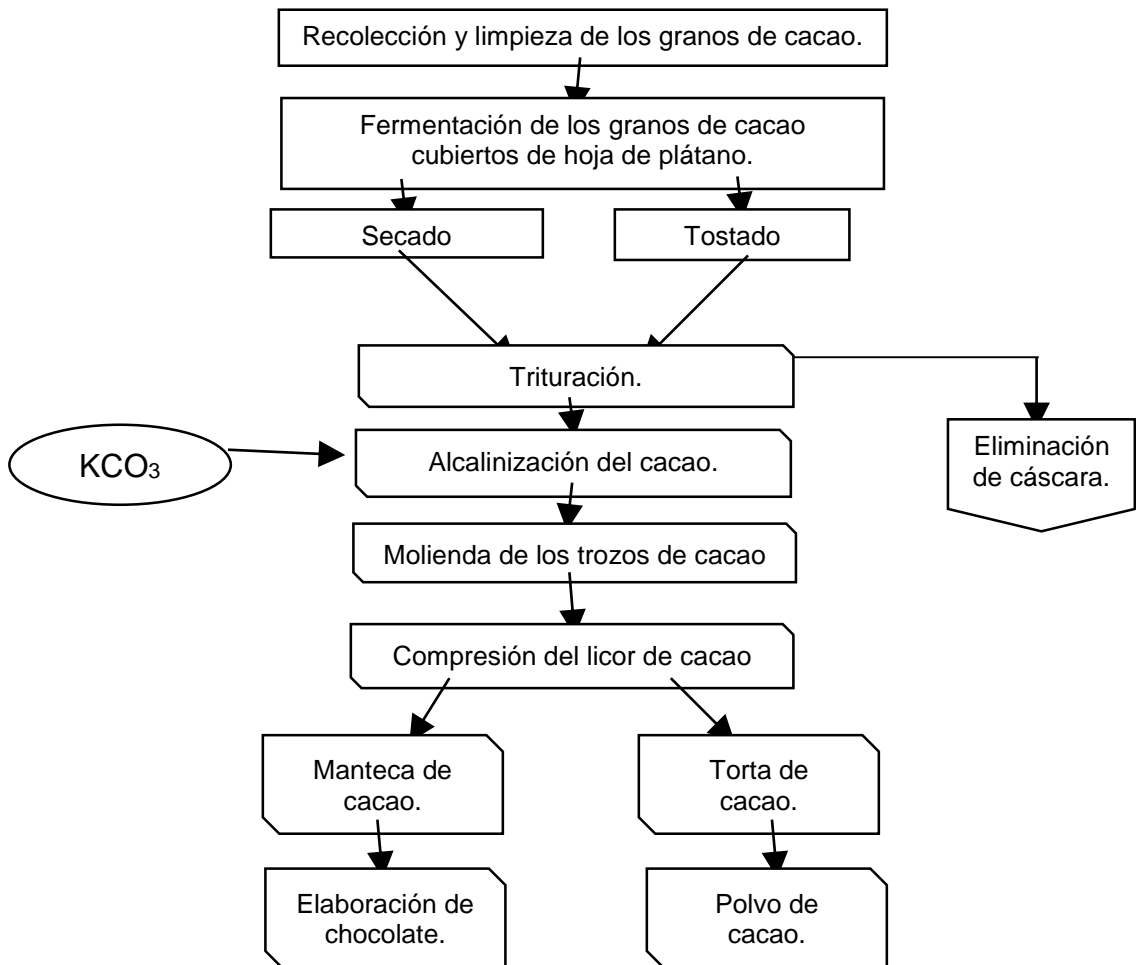 Recolección y limpieza de los granos de cacao.
Fermentación de los granos de cacao
cubiertos de hoja de plátano.
Secado
Tostado
Trituración.
Eliminación
de cáscara.
KCO₃
Alcalinización del cacao.
Molienda de los trozos de cacao
Compresión del licor de cacao
Manteca de
cacao.
Torta de
cacao.
Elaboración de
chocolate.
Polvo de
cacao.